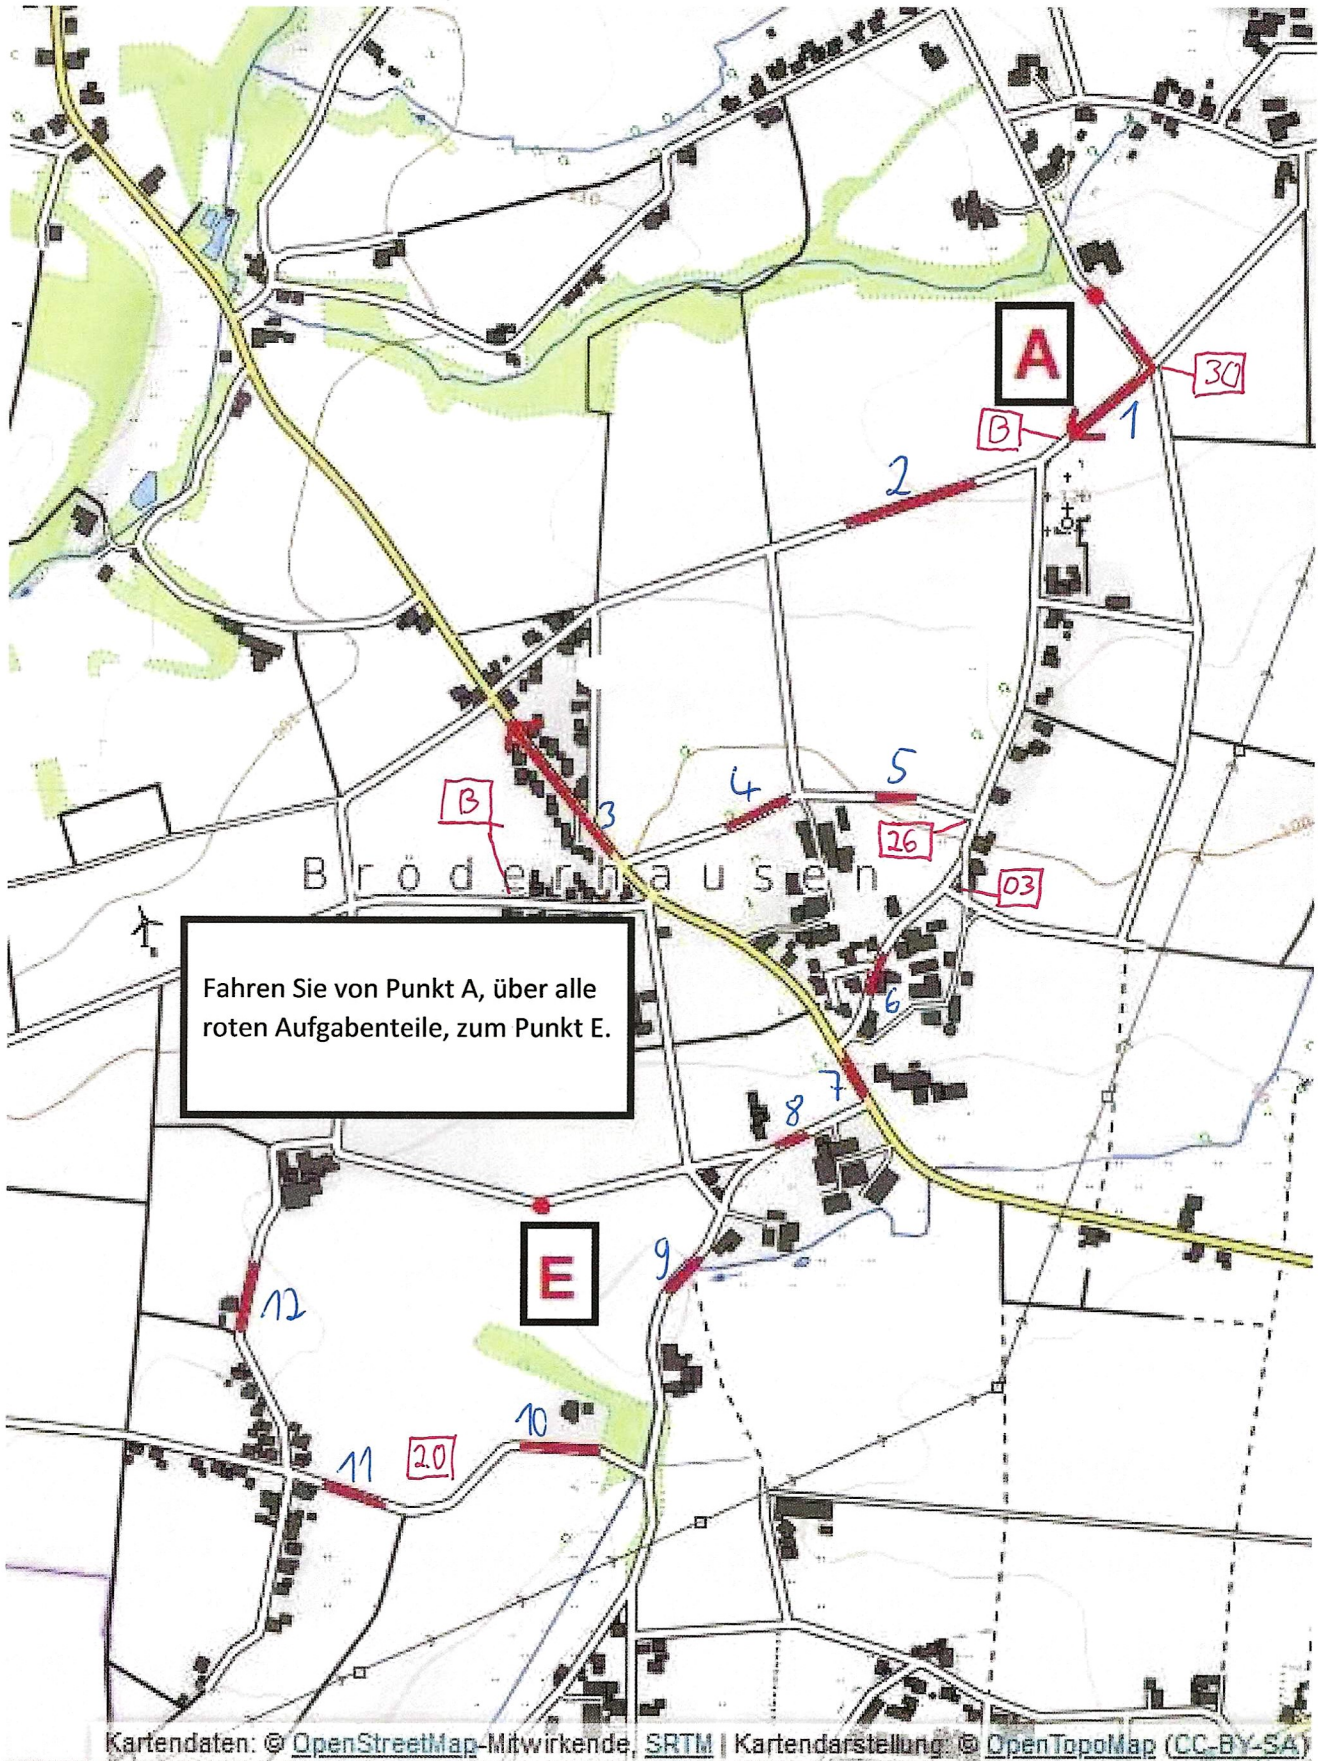 A
30
1
B
2
3
B
4
5
26
Bröderhausen
03
Fahren Sie von Punkt A, über alle
roten Aufgabenteile, zum Punkt E.
6
7
8
E
9
12
10
11
20
Kartendaten: © OpenStreetMap-Mitwirkende, SRTM | Kartendarstellung: © OpenTopoMap (CC-BY-SA)